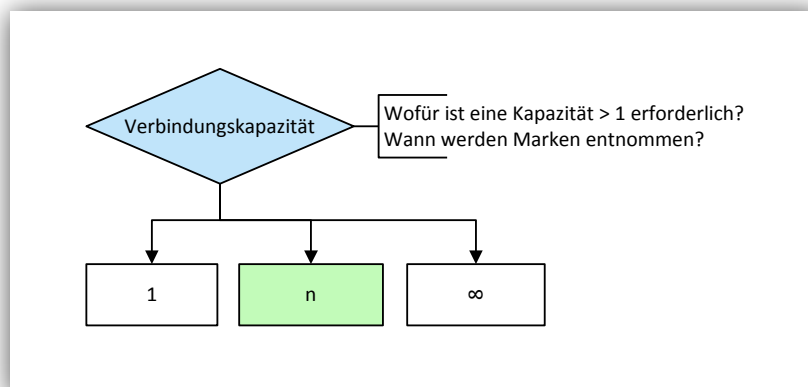 Verbindungskapazität
Wofür ist eine Kapazität > 1 erforderlich?
Wann werden Marken entnommen?
1
n
∞